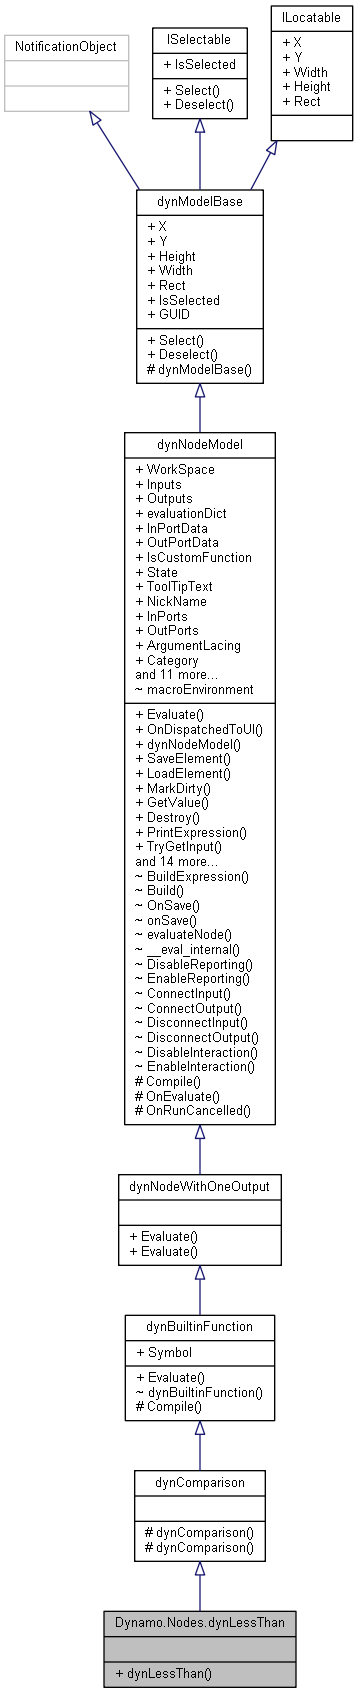 NotificationObject
ISelectable
+ IsSelected
+ Select()
+ Deselect()
ILocatable
+ X
+ Y
+ Width
+ Height
+ Rect
dynModelBase
+ X
+ Y
+ Height
+ Width
+ Rect
+ IsSelected
+ GUID
+ Select()
+ Deselect()
# dynModelBase()
dynNodeModel
+ WorkSpace
+ Inputs
+ Outputs
+ evaluationDict
+ InPortData
+ OutPortData
+ IsCustomFunction
+ State
+ ToolTipText
+ NickName
+ InPorts
+ OutPorts
+ ArgumentLacing
+ Category
and 11 more...
~ macroEnvironment
+ Evaluate()
+ OnDispatchedToUI()
+ dynNodeModel()
+ SaveElement()
+ LoadElement()
+ MarkDirty()
+ GetValue()
+ Destroy()
+ PrintExpression()
+ TryGetInput()
and 14 more...
~ BuildExpression()
~ Build()
~ OnSave()
~ onSave()
~ evaluateNode()
~ __eval_internal()
~ DisableReporting()
~ EnableReporting()
~ ConnectInput()
~ ConnectOutput()
~ DisconnectInput()
~ DisconnectOutput()
~ DisableInteraction()
~ EnableInteraction()
# Compile()
# OnEvaluate()
# OnRunCancelled()
dynNodeWithOneOutput
+ Evaluate()
+ Evaluate()
dynBuiltinFunction
+ Symbol
+ Evaluate()
~ dynBuiltinFunction()
# Compile()
dynComparison
# dynComparison()
# dynComparison()
Dynamo.Nodes.dynLessThan
+ dynLessThan()